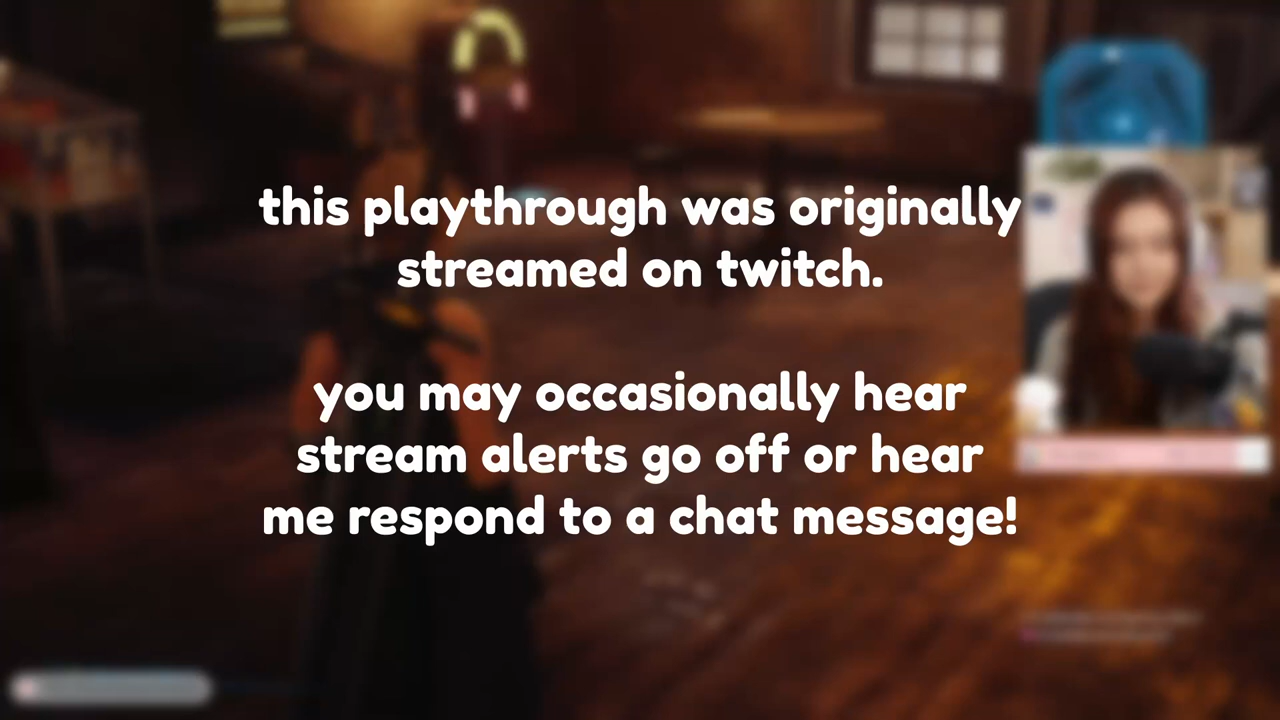 this playthrough was originally
streamed on twitch.
you may occasionally hear
stream alerts go off or hear
me respond to a chat message!